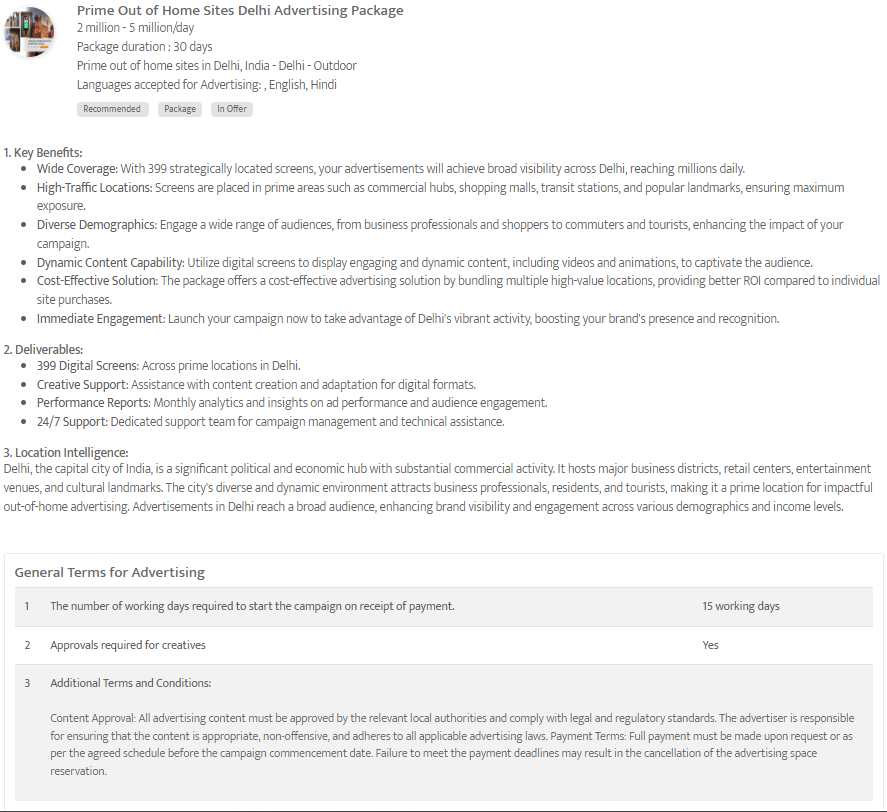 Prime Out of Home Sites Delhi Advertising Package
2 million - 5 million/day
Package duration : 30 days
Prime out of home sites in Delhi, India - Delhi - Outdoor
Languages accepted for Advertising: , English, Hindi
Recommended Package In Offer
1. Key Benefits:
• Wide Coverage: With 399 strategically located screens, your advertisements will achieve broad visibility across Delhi, reaching millions daily.
• High-Traffic Locations: Screens are placed in prime areas such as commercial hubs, shopping malls, transit stations, and popular landmarks, ensuring maximum
exposure.
• Diverse Demographics: Engage a wide range of audiences, from business professionals and shoppers to commuters and tourists, enhancing the impact of your
campaign.
• Dynamic Content Capability: Utilize digital screens to display engaging and dynamic content, including videos and animations, to captivate the audience.
• Cost-Effective Solution: The package offers a cost-effective advertising solution by bundling multiple high-value locations, providing better ROI compared to individual
site purchases.
• Immediate Engagement: Launch your campaign now to take advantage of Delhi's vibrant activity, boosting your brand's presence and recognition.
2. Deliverables:
• 399 Digital Screens: Across prime locations in Delhi.
• Creative Support: Assistance with content creation and adaptation for digital formats.
• Performance Reports: Monthly analytics and insights on ad performance and audience engagement.
• 24/7 Support: Dedicated support team for campaign management and technical assistance.
3. Location Intelligence:
Delhi, the capital city of India, is a significant political and economic hub with substantial commercial activity. It hosts major business districts, retail centers, entertainment
venues, and cultural landmarks. The city's diverse and dynamic environment attracts business professionals, residents, and tourists, making it a prime location for impactful
out-of-home advertising. Advertisements in Delhi reach a broad audience, enhancing brand visibility and engagement across various demographics and income levels.
General Terms for Advertising
1 The number of working days required to start the campaign on receipt of payment. 15 working days
2 Approvals required for creatives Yes
3 Additional Terms and Conditions:
Content Approval: All advertising content must be approved by the relevant local authorities and comply with legal and regulatory standards. The advertiser is responsible
for ensuring that the content is appropriate, non-offensive, and adheres to all applicable advertising laws. Payment Terms: Full payment must be made upon request or as
per the agreed schedule before the campaign commencement date. Failure to meet the payment deadlines may result in the cancellation of the advertising space
reservation.